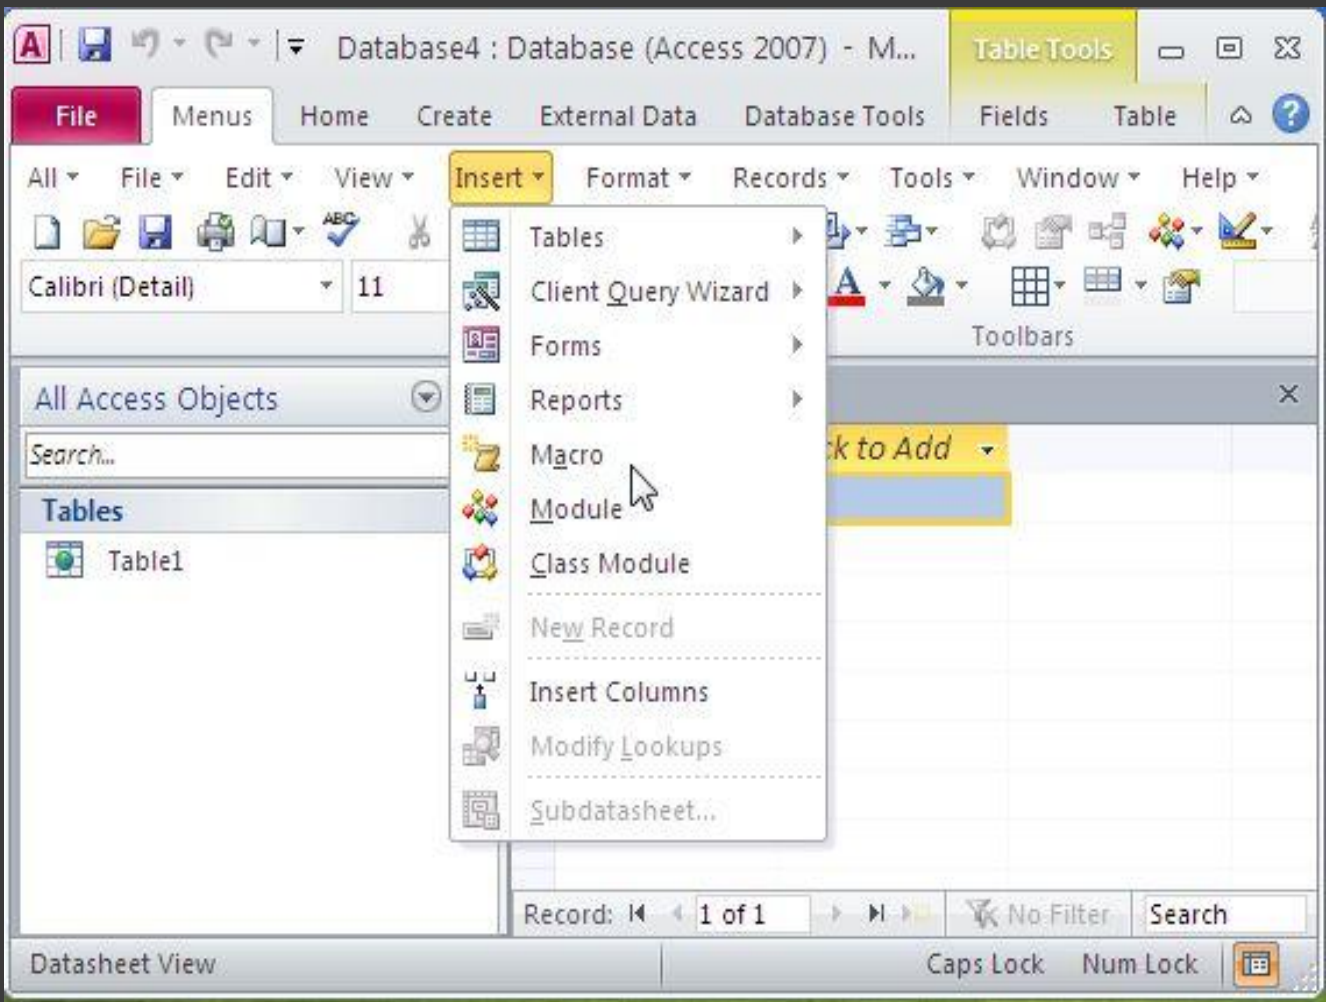 Database4 : Database (Access 2007) - M... Table Tools
File Menus Home Create External Data Database Tools Fields Table
All File Edit View Insert Format Records Tools Window Help
ABC
Calibri (Detail) 11 A
Toolbars
Tables
Client Query Wizard
Forms
Reports
Macro
Module
Class Module
New Record
Insert Columns
Modify Lookups
Subdatasheet...
All Access Objects
Search...
Tables
Table1
ck to Add
Record: 1 of 1 No Filter Search
Datasheet View Caps Lock Num Lock